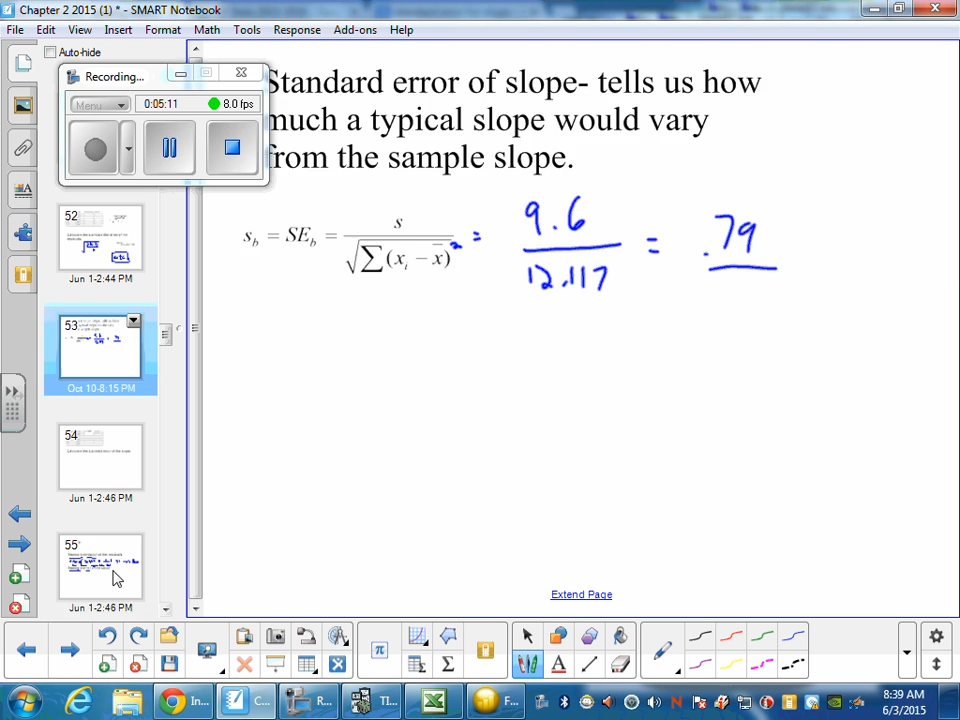 Chapter 2 2015 (1) * - SMART Notebook
File Edit View Insert Format Math Tools Response Add-ons Help
Auto-hide
Recording...
Menu 0:05:11 8.0 fps
Standard error of slope- tells us how
much a typical slope would vary
from the sample slope.
s_b = SE_b = s / √∑(x_i − x̄)² = 9.6 / 12.117 = .79
52
Jun 1-2:44 PM
53
Oct 10-8:15 PM
54
Jun 1-2:46 PM
55
Jun 1-2:46 PM
Extend Page
In...
C...
R...
TI...
F...
8:39 AM
6/3/2015